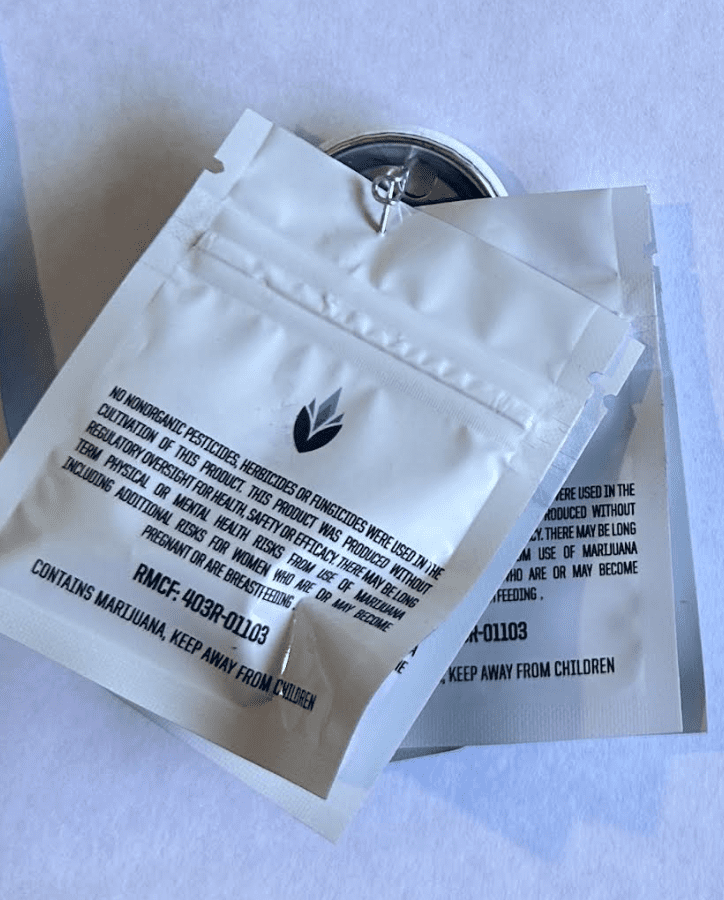 NO NONORGANIC PESTICIDES, HERBICIDES OR FUNGICIDES WERE USED IN THE
CULTIVATION OF THIS PRODUCT. THIS PRODUCT WAS PRODUCED WITHOUT
REGULATORY OVERSIGHT FOR HEALTH, SAFETY OR EFFICACY. THERE MAY BE LONG
TERM PHYSICAL OR MENTAL HEALTH RISKS FROM USE OF MARIJUANA
INCLUDING ADDITIONAL RISKS FOR WOMEN WHO ARE OR MAY BECOME
PREGNANT OR ARE BREASTFEEDING.
RMCF: 403R-01103
CONTAINS MARIJUANA, KEEP AWAY FROM CHILDREN
WERE USED IN THE
PRODUCED WITHOUT
THERE MAY BE LONG
USE OF MARIJUANA
WHO ARE OR MAY BECOME
FEEDING .
-01103
, KEEP AWAY FROM CHILDREN